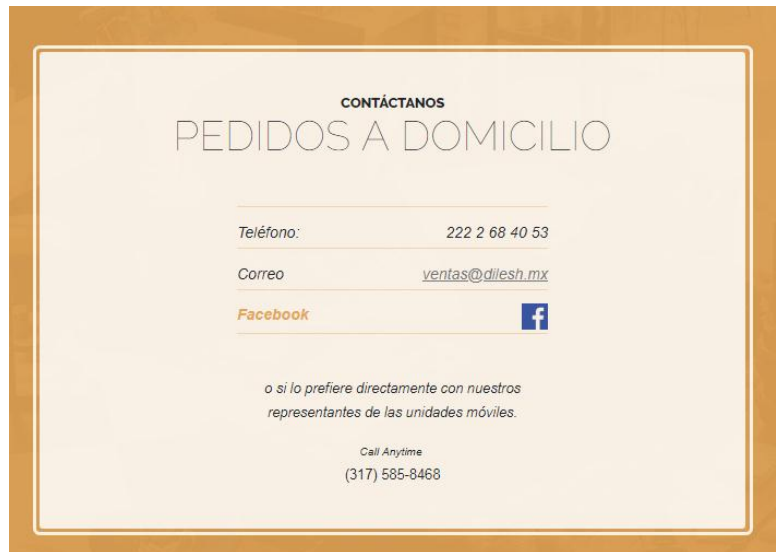 CONTÁCTANOS
PEDIDOS A DOMICILIO
Teléfono: 222 2 68 40 53
Correo ventas@dilesh.mx
Facebook
o si lo prefiere directamente con nuestros
representantes de las unidades móviles.
Call Anytime
(317) 585-8468